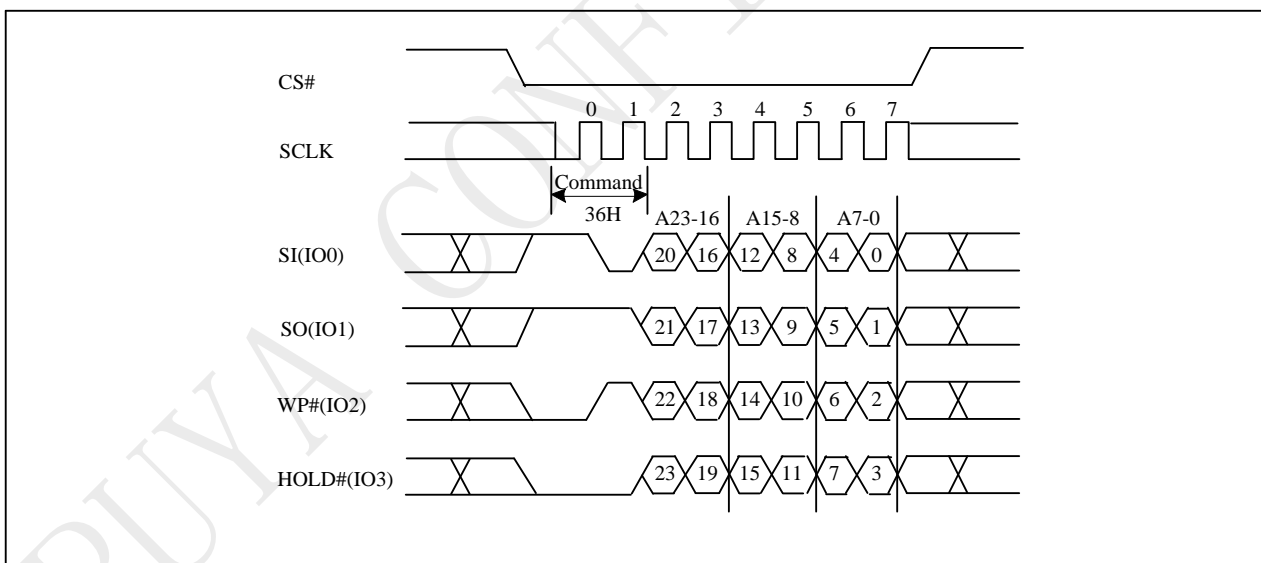 PUYA CONF
CS#
0 1 2 3 4 5 6 7
SCLK
Command
36H
A23-16 A15-8 A7-0
SI(IO0) 20 16 12 8 4 0
SO(IO1) 21 17 13 9 5 1
WP#(IO2) 22 18 14 10 6 2
HOLD#(IO3) 23 19 15 11 7 3